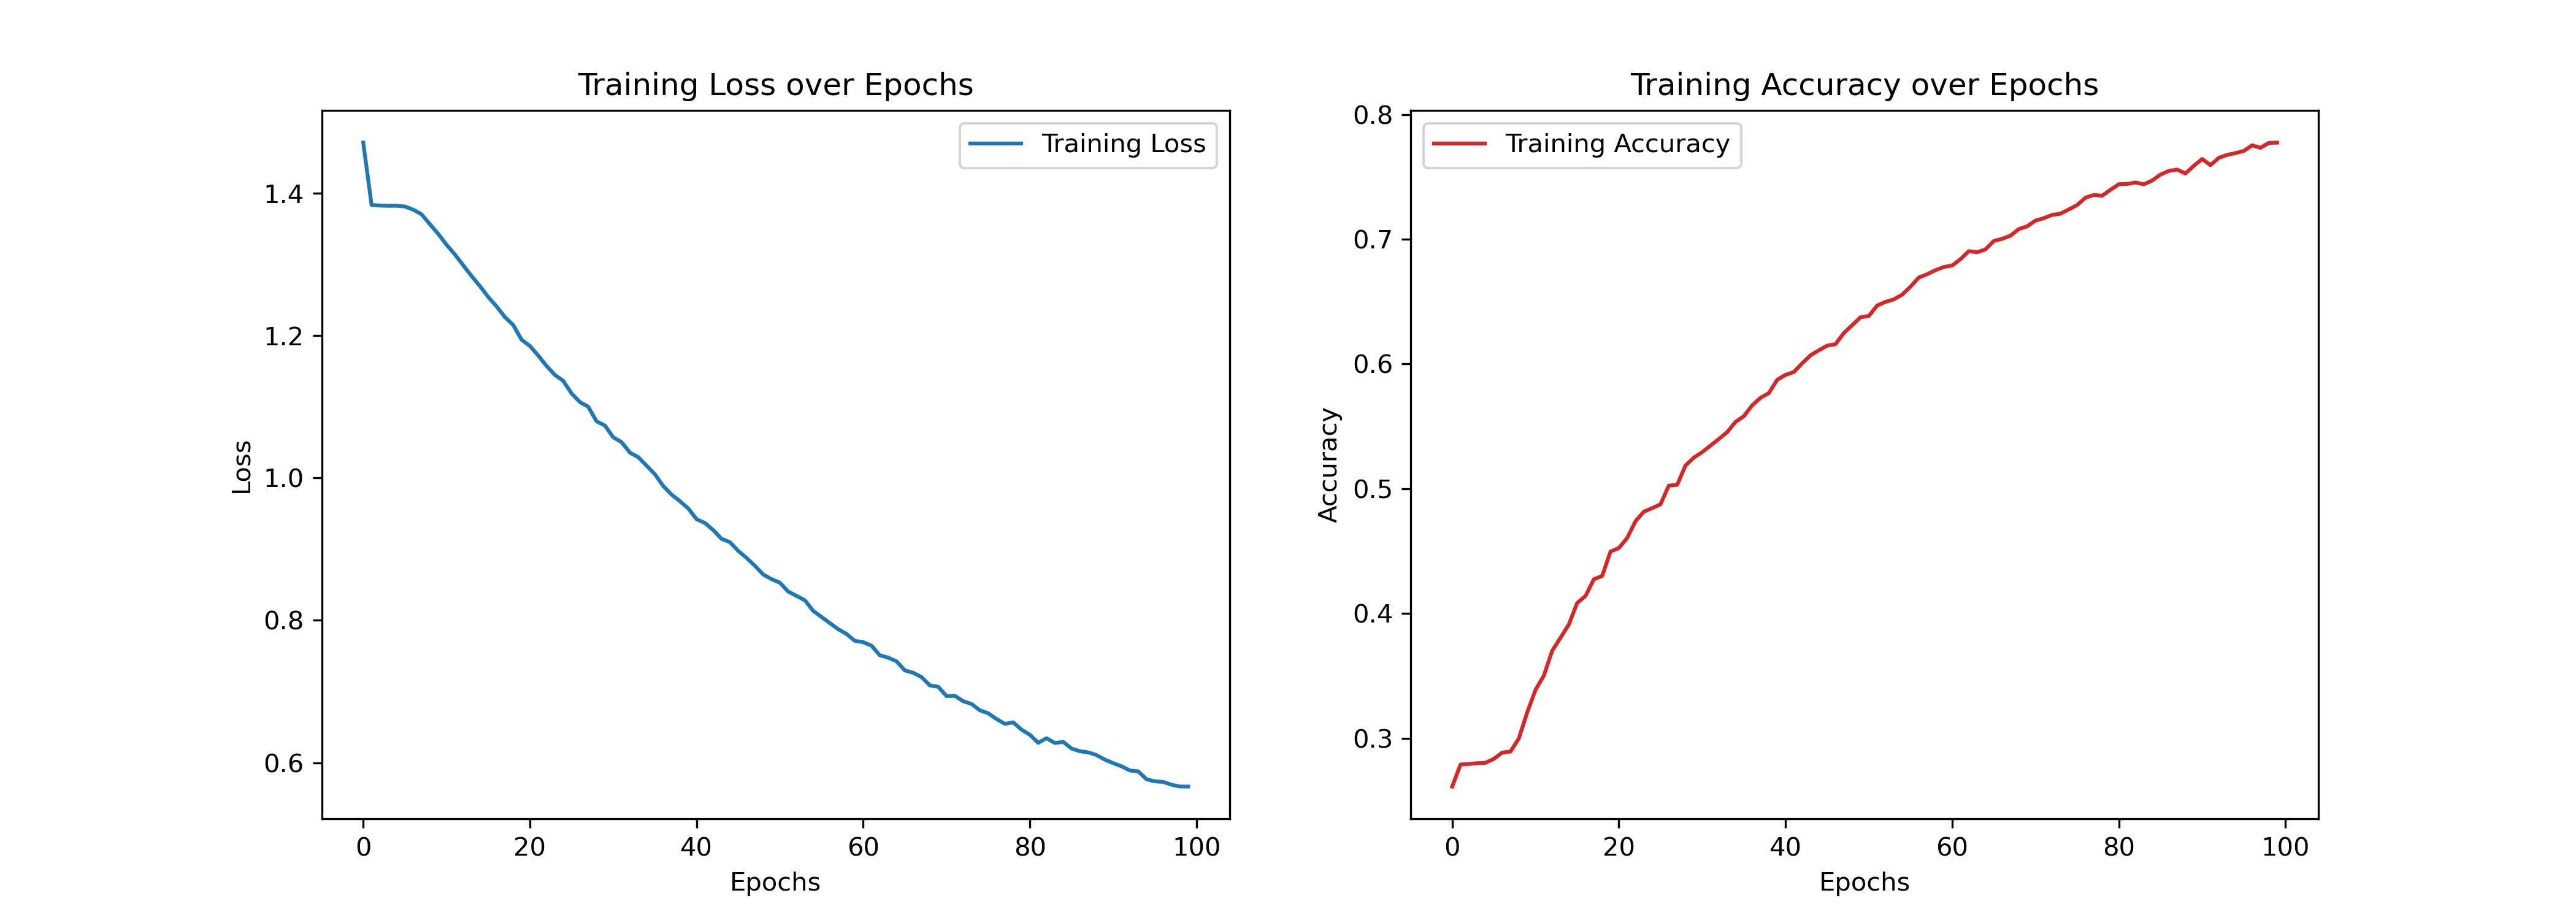 Training Loss over Epochs
Training Loss
1.4
1.2
1.0
0.8
0.6
Loss
0 20 40 60 80 100
Epochs
Training Accuracy over Epochs
Training Accuracy
0.8
0.7
0.6
0.5
0.4
0.3
Accuracy
0 20 40 60 80 100
Epochs